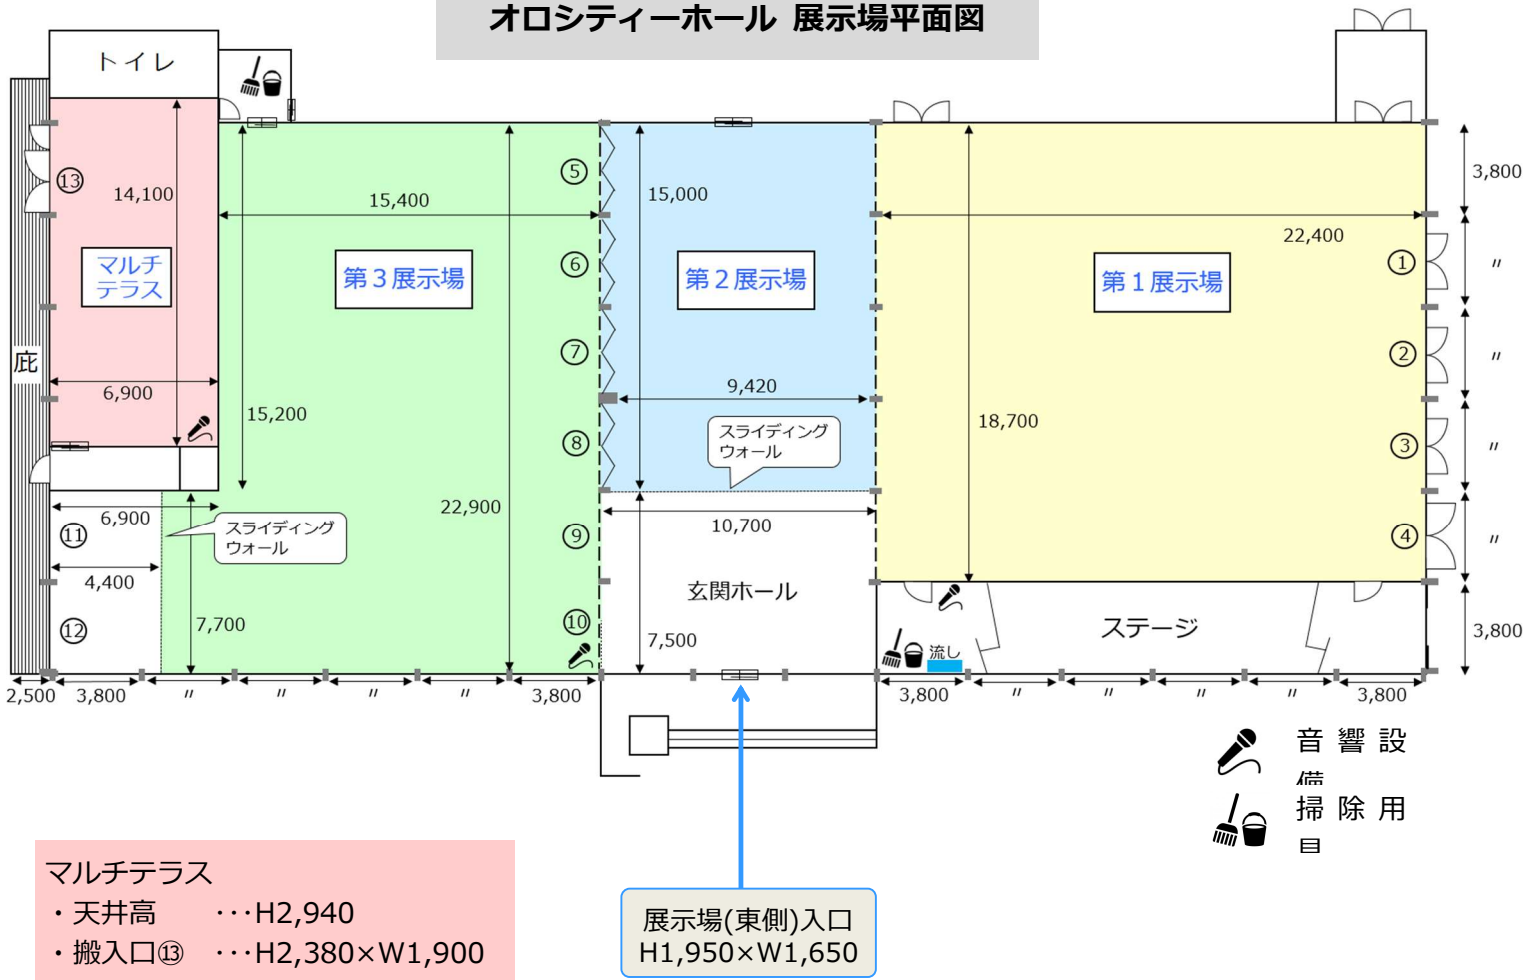 オロシティーホール 展示場平面図
トイレ
⑬
14,100
15,400
⑤
15,000
3,800
22,400
マルチ
テラス
第３展示場
⑥
第２展示場
第１展示場
①
〃
庇
⑦
②
〃
6,900
9,420
15,200
18,700
⑧
スライディング
ウォール
③
〃
6,900
22,900
10,700
⑪
スライディング
ウォール
⑨
④
〃
4,400
玄関ホール
⑫
7,700
⑩
7,500
ステージ
3,800
流し
2,500 3,800 〃 〃 〃 〃 3,800
3,800 〃 〃 〃 〃 3,800
音響設
備
掃除用
具
マルチテラス
・天井高 ･･･H2,940
・搬入口⑬ ･･･H2,380×W1,900
展示場(東側)入口
H1,950×W1,650